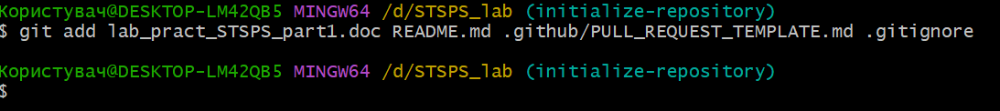 Користувач@DESKTOP-LM42QB5 MINGW64 /d/STSPS_lab (initialize-repository)
$ git add lab_pract_STSPS_part1.doc README.md .github/PULL_REQUEST_TEMPLATE.md .gitignore
Користувач@DESKTOP-LM42QB5 MINGW64 /d/STSPS_lab (initialize-repository)
$